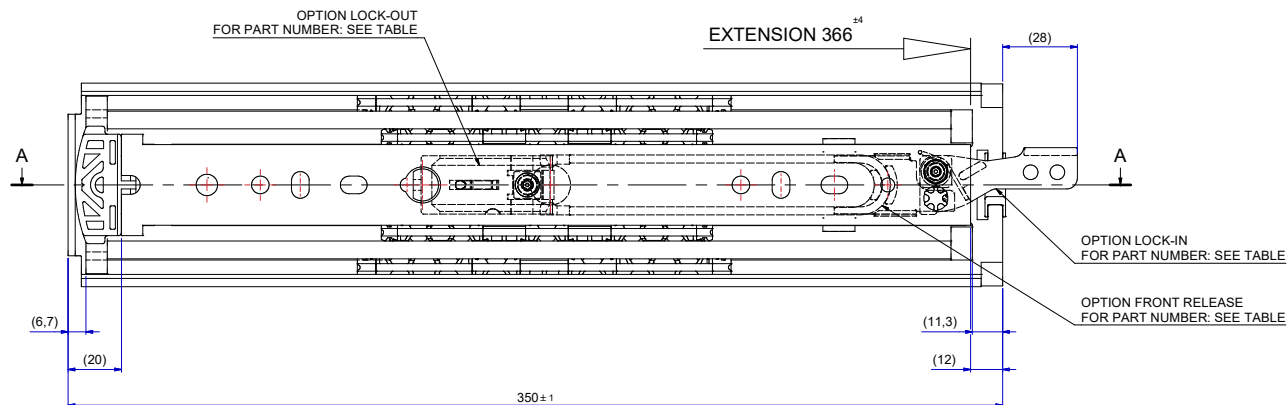 OPTION LOCK-OUT
FOR PART NUMBER: SEE TABLE
EXTENSION 366 ±4
(28)
A
A
OPTION LOCK-IN
FOR PART NUMBER: SEE TABLE
OPTION FRONT RELEASE
FOR PART NUMBER: SEE TABLE
(6,7)
(11,3)
(20)
(12)
350±1